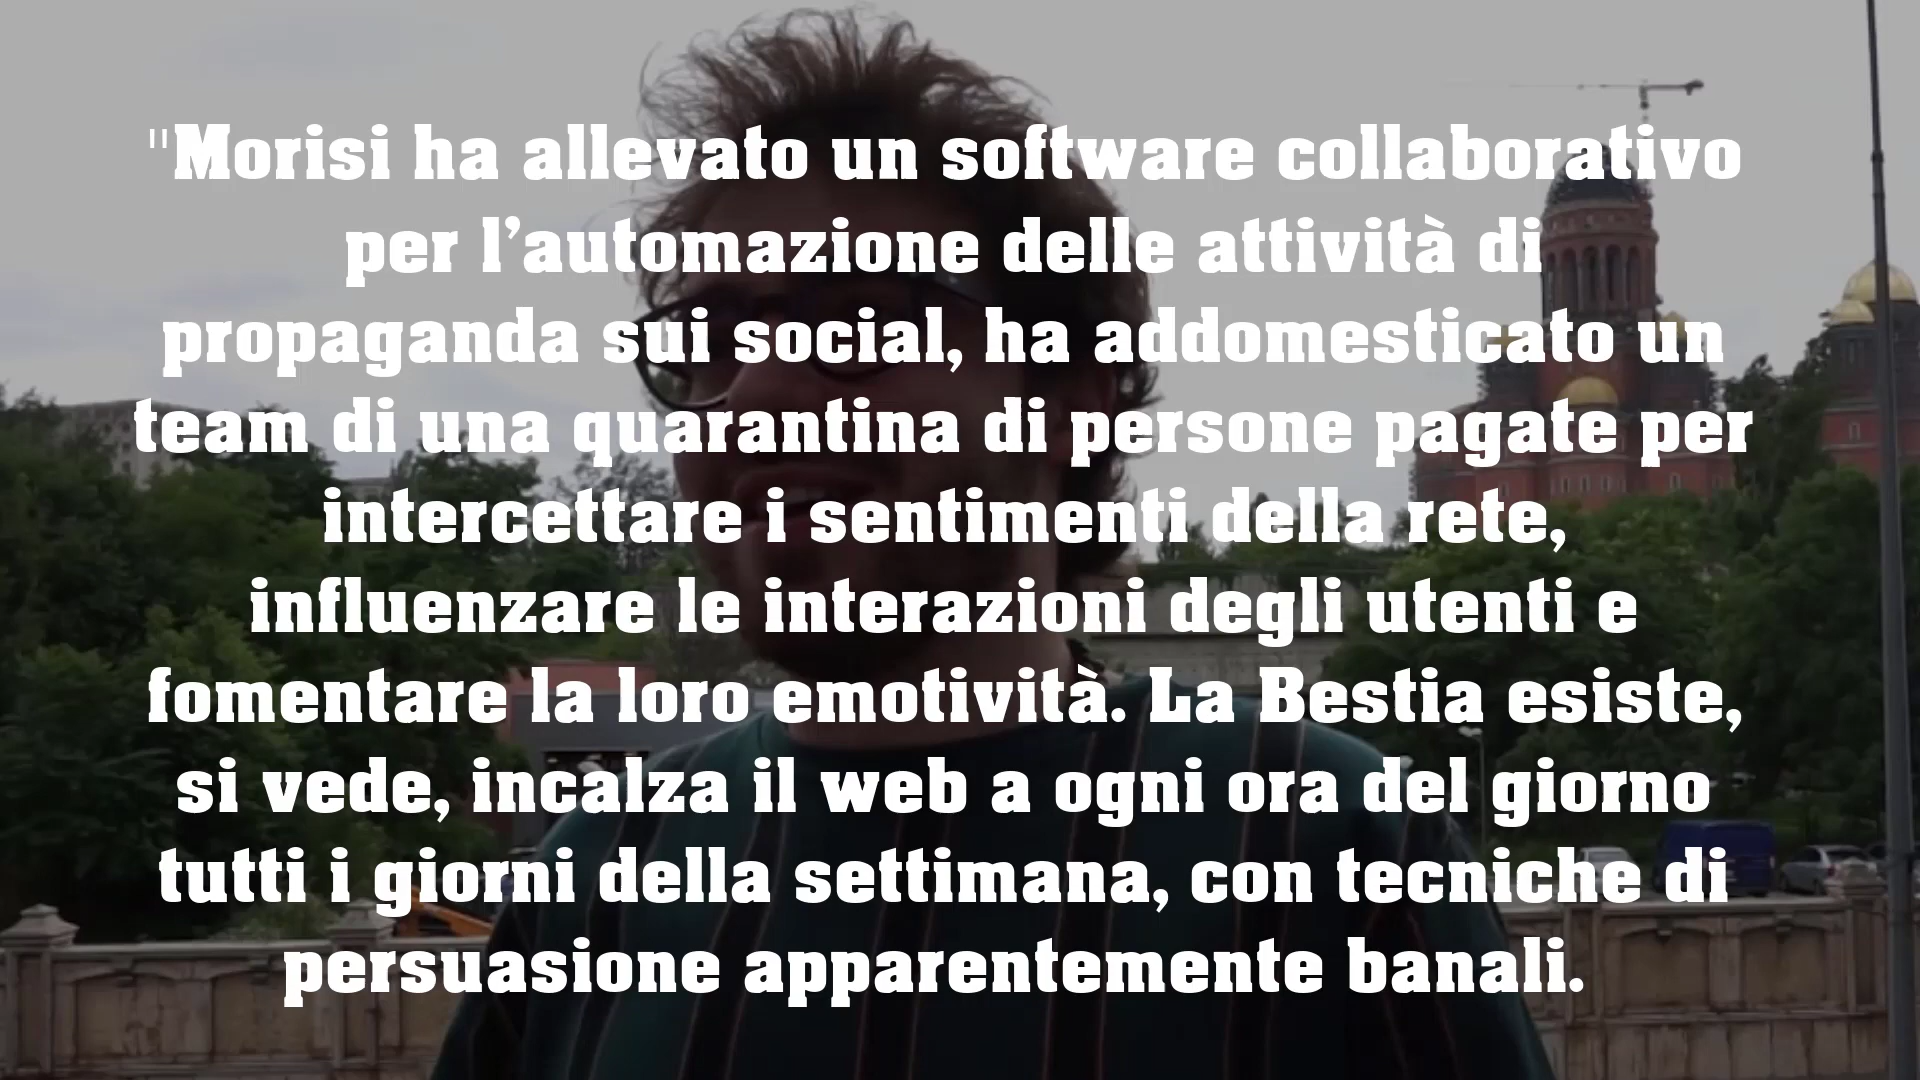 "Morisi ha allevato un software collaborativo
per l’automazione delle attività di
propaganda sui social, ha addomesticato un
team di una quarantina di persone pagate per
intercettare i sentimenti della rete,
influenzare le interazioni degli utenti e
fomentare la loro emotività. La Bestia esiste,
si vede, incalza il web a ogni ora del giorno
tutti i giorni della settimana, con tecniche di
persuasione apparentemente banali.